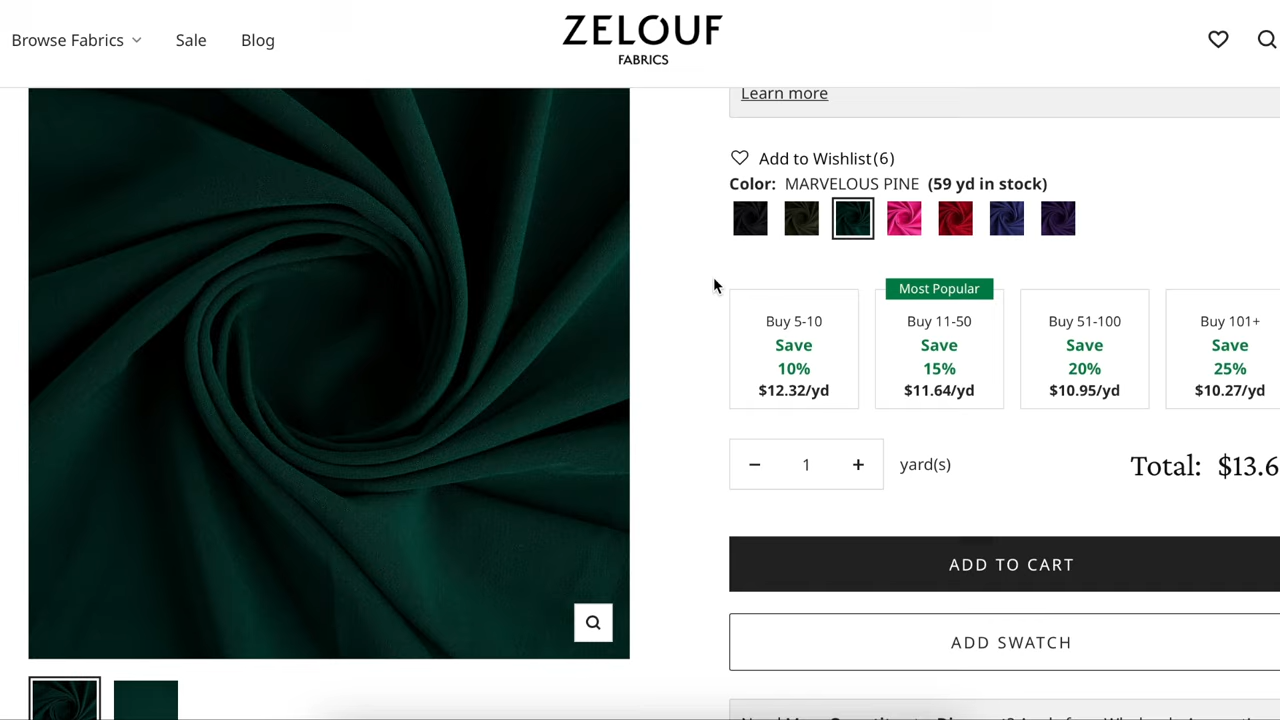 Browse Fabrics
Sale
Blog
ZELOUF
FABRICS
Learn more
Add to Wishlist(6)
Color: MARVELOUS PINE (59 yd in stock)
Most Popular
Buy 5-10
Save
10%
$12.32/yd
Buy 11-50
Save
15%
$11.64/yd
Buy 51-100
Save
20%
$10.95/yd
Buy 101+
Save
25%
$10.27/yd
− 1 +
yard(s)
Total: $13.6
ADD TO CART
ADD SWATCH